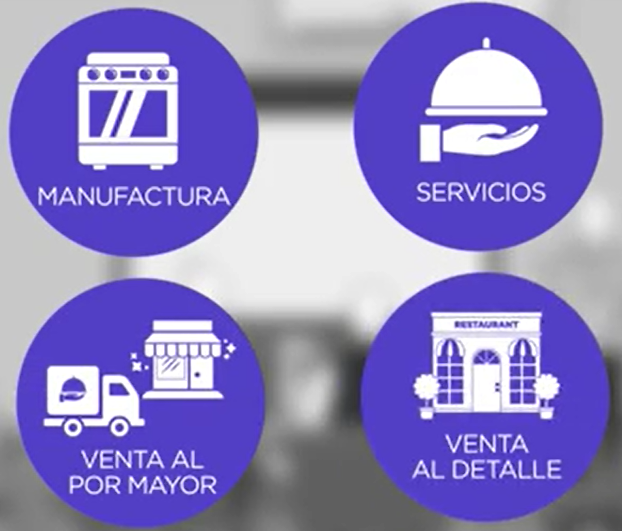 MANUFACTURA
SERVICIOS
VENTA AL
POR MAYOR
RESTAURANT
VENTA
AL DETALLE